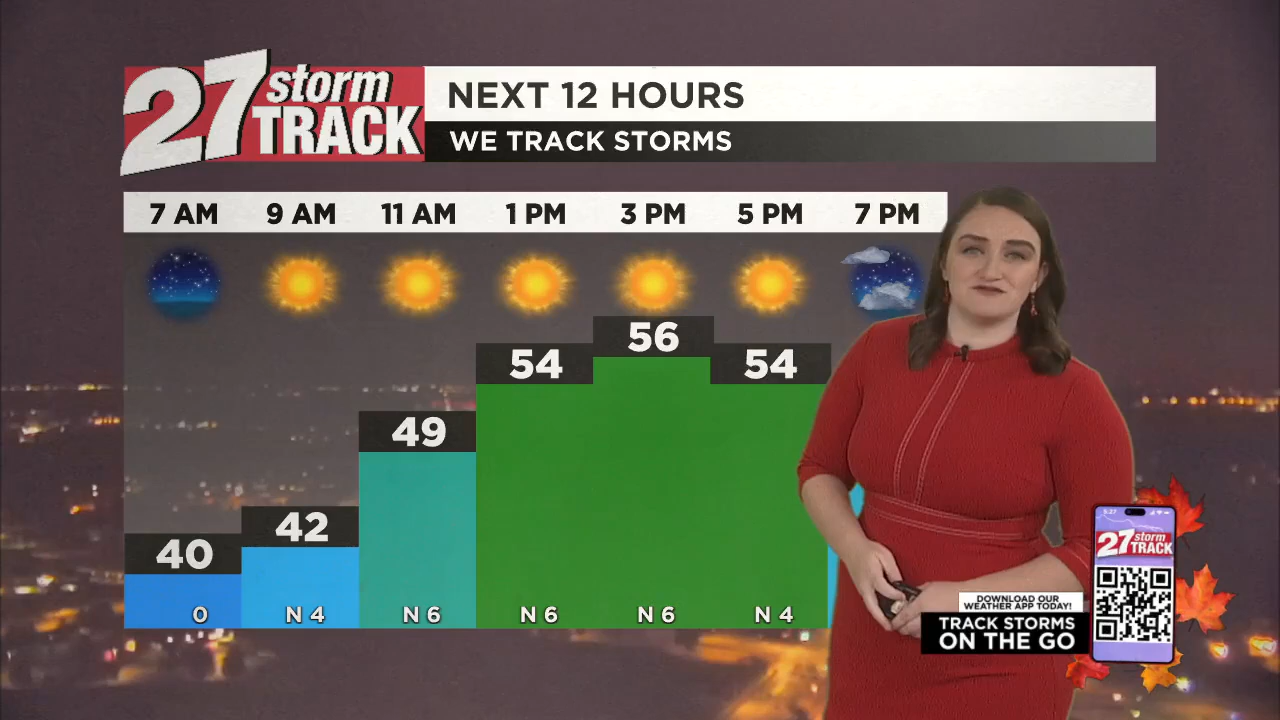 27 storm TRACK
NEXT 12 HOURS
WE TRACK STORMS
7 AM 9 AM 11 AM 1 PM 3 PM 5 PM 7 PM
40 42 49 54 56 54
0 N 4 N 6 N 6 N 6 N 4
5:27
27 storm TRACK
DOWNLOAD OUR
WEATHER APP TODAY!
TRACK STORMS
ON THE GO